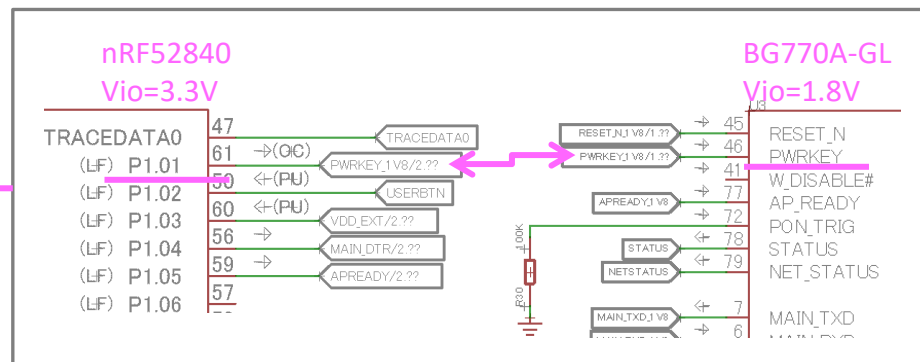 nRF52840
Vio=3.3V
TRACEDATA0 47 TRACEDATA0
(LF) P1.01 61 →(OC) PWRKEY_1V8/2.??
(LF) P1.02 50 ←(PU) USERBTN
(LF) P1.03 60 ←(PU) VDD_EXT/2.??
(LF) P1.04 56 → MAIN_DTR/2.??
(LF) P1.05 59 → APREADY/2.??
(LF) P1.06 57
BG770A-GL
Vio=1.8V
U3
RESET_N_1V8/1.?? → 45 RESET_N
PWRKEY_1V8/1.?? → 46 PWRKEY
→ 41 W_DISABLE#
APREADY_1V8 → 77 AP_READY
→ 72 PON_TRIG
100K
R30
STATUS ← 78 STATUS
NETSTATUS ← 79 NET_STATUS
MAIN_TXD_1V8 ← 7 MAIN_TXD
→ 6